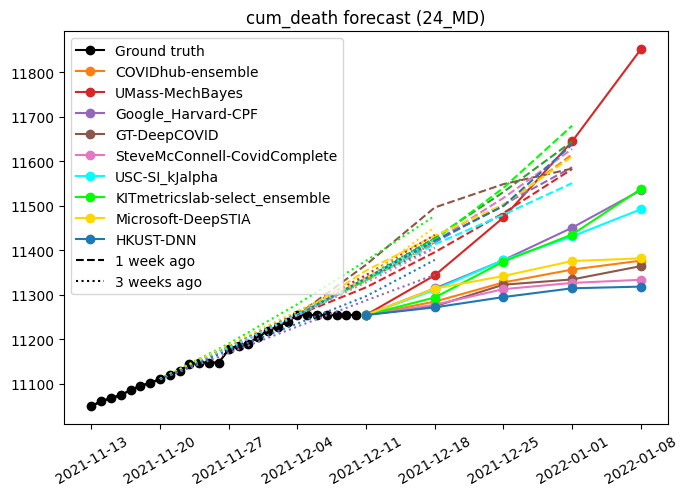 cum_death forecast (24_MD)
Ground truth
COVIDhub-ensemble
UMass-MechBayes
Google_Harvard-CPF
GT-DeepCOVID
SteveMcConnell-CovidComplete
USC-SI_kJalpha
KITmetricslab-select_ensemble
Microsoft-DeepSTIA
HKUST-DNN
1 week ago
3 weeks ago
11800
11700
11600
11500
11400
11300
11200
11100
2021-11-13
2021-11-20
2021-11-27
2021-12-04
2021-12-11
2021-12-18
2021-12-25
2022-01-01
2022-01-08